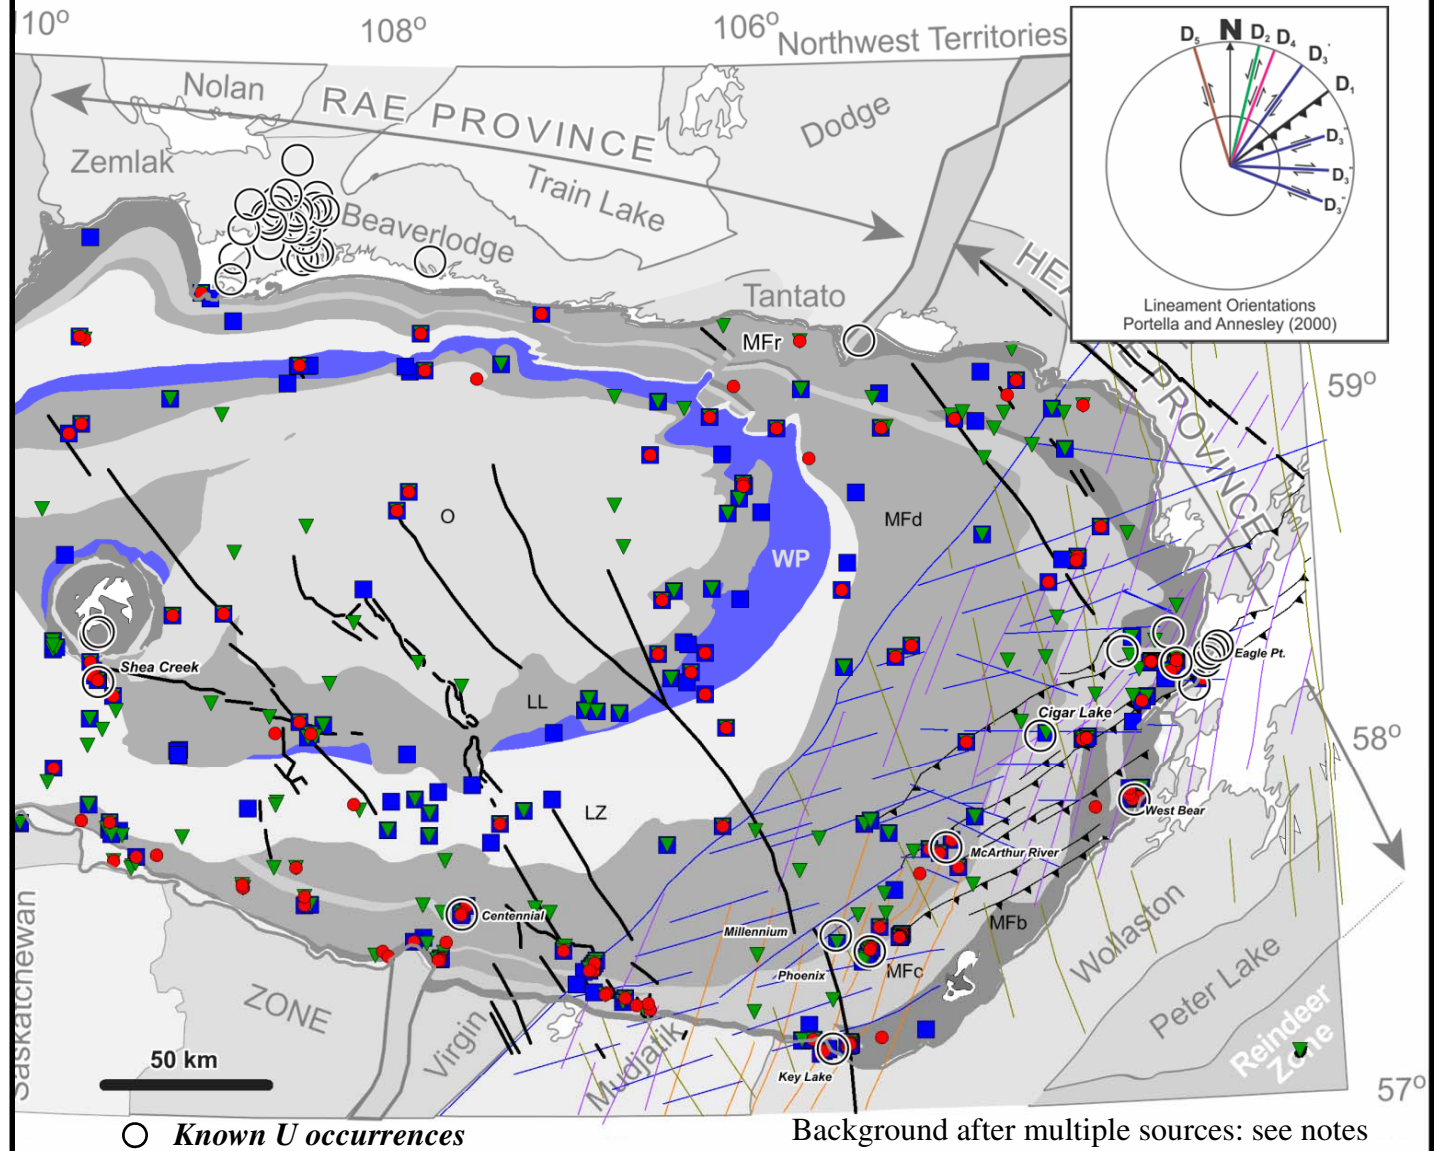 10°
108°
106°
Northwest Territories
D5
N
D2
D4
D3'
D1
D3''
D3'''
D3''
Lineament Orientations
Portella and Annesley (2000)
Nolan
RAE PROVINCE
Dodge
Zemlak
Train Lake
Beaverlodge
Tantato
HEA
E PROVINCE
MFr
59°
O
MFd
WP
Shea Creek
Eagle Pt.
LL
Cigar Lake
58°
LZ
West Bear
McArthur River
Centennial
Millennium
MFb
Phoenix
MFc
Wollaston
Peter Lake
Saskatchewan
ZONE
Virgin
Mudjatik
Reindeer
Zone
50 km
Key Lake
57°
Known U occurrences
Background after multiple sources: see notes